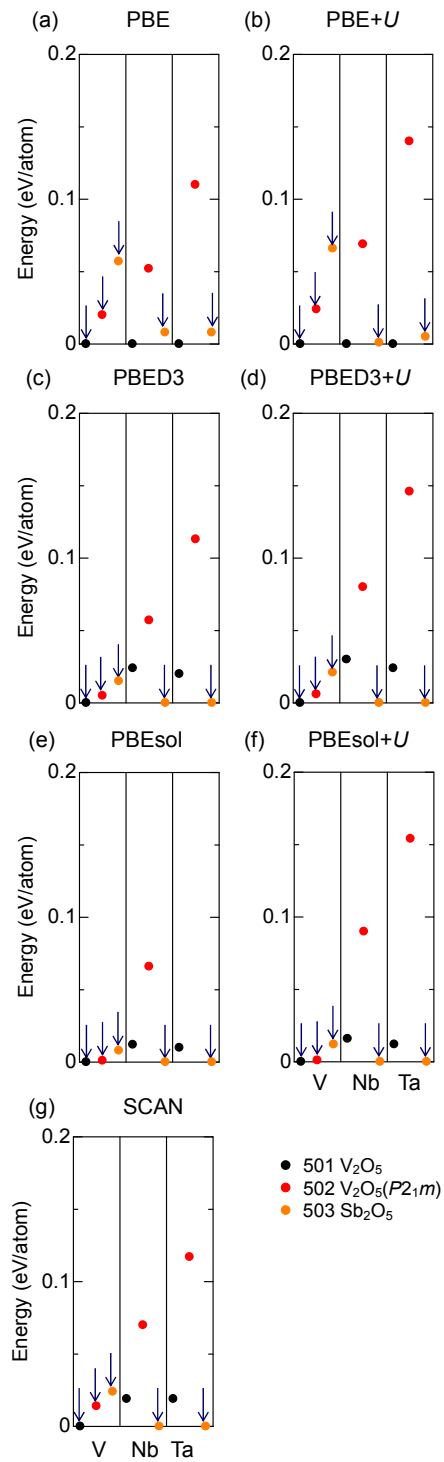 (a) PBE
(b) PBE+U
0.2
0.2
0.1
0.1
0
0
Energy (eV/atom)
(c) PBED3
(d) PBED3+U
0.2
0.2
0.1
0.1
0
0
Energy (eV/atom)
(e) PBEsol
(f) PBEsol+U
0.2
0.2
0.1
0.1
0
0
Energy (eV/atom)
V Nb Ta
(g) SCAN
0.2
0.1
0
Energy (eV/atom)
V Nb Ta
501 V₂O₅
502 V₂O₅(P2₁m)
503 Sb₂O₅